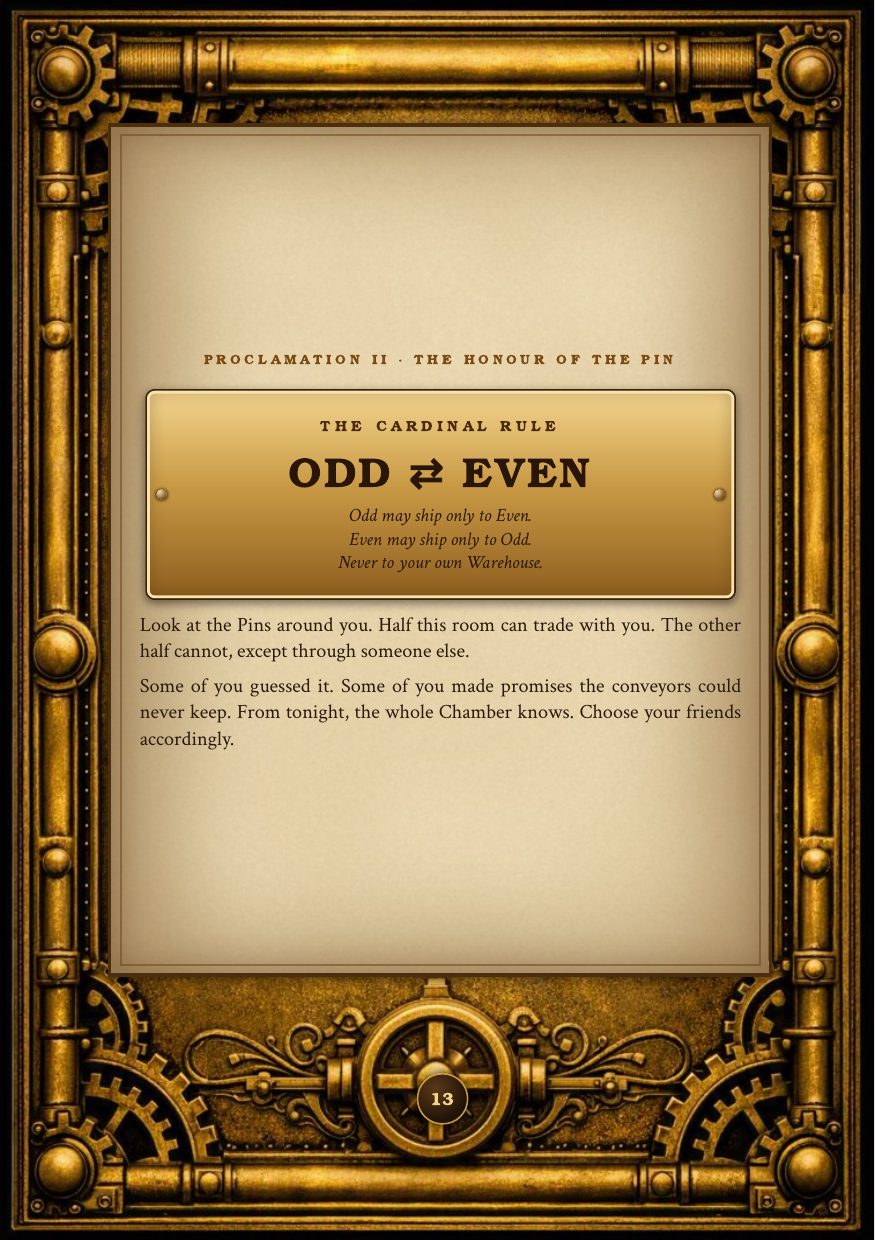 PROCLAMATION II · THE HONOUR OF THE PIN
THE CARDINAL RULE
ODD ⇄ EVEN
Odd may ship only to Even.
Even may ship only to Odd.
Never to your own Warehouse.
Look at the Pins around you. Half this room can trade with you. The other
half cannot, except through someone else.
Some of you guessed it. Some of you made promises the conveyors could
never keep. From tonight, the whole Chamber knows. Choose your friends
accordingly.
13